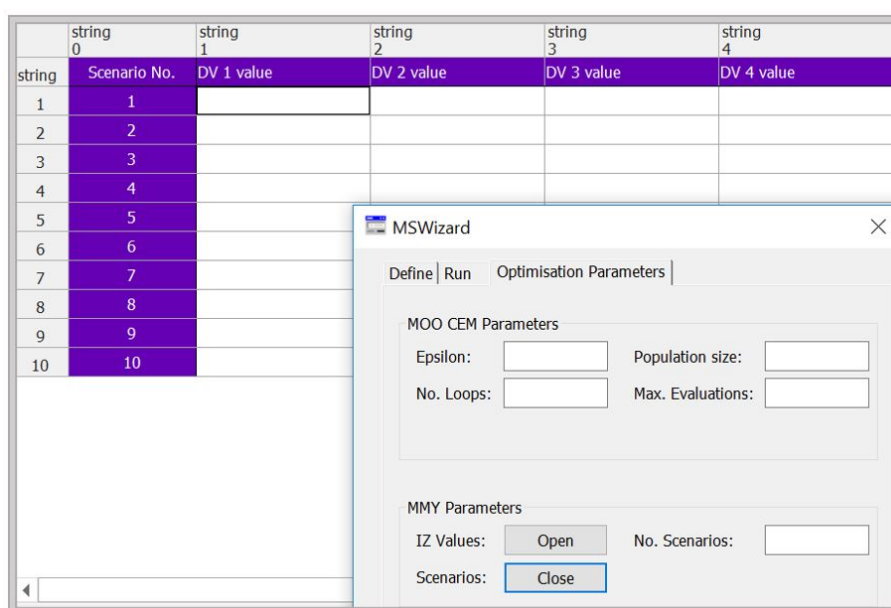 string string string string string
0 1 2 3 4
string Scenario No. DV 1 value DV 2 value DV 3 value DV 4 value
1 1
2 2
3 3
4 4
5 5
6 6
7 7
8 8
9 9
10 10
MSWizard
Define Run Optimisation Parameters
MOO CEM Parameters
Epsilon: Population size:
No. Loops: Max. Evaluations:
MMY Parameters
IZ Values: Open No. Scenarios:
Scenarios: Close